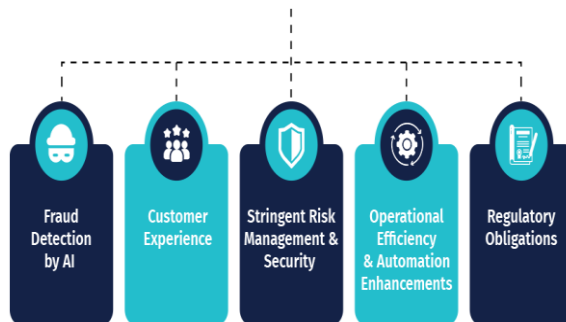 Fraud
Detection
by AI
Customer
Experience
Stringent Risk
Management &
Security
Operational
Efficiency
& Automation
Enhancements
Regulatory
Obligations